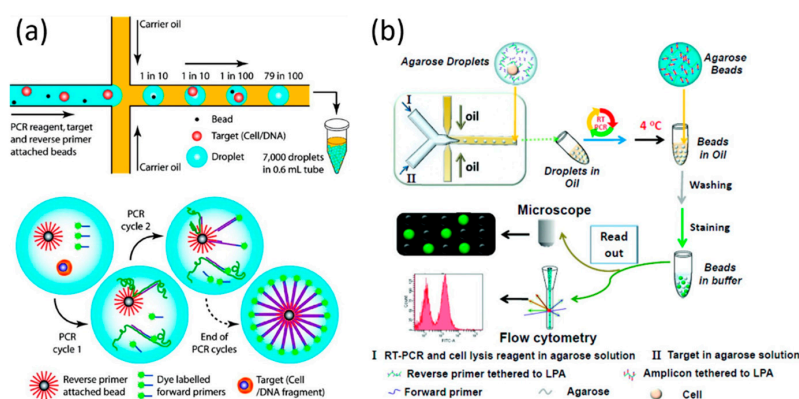 (a)
Carrier oil
1 in 10
1 in 10
1 in 100
79 in 100
PCR reagent, target
and reverse primer
attached beads
Carrier oil
Bead
Target (Cell/DNA)
Droplet
7,000 droplets
in 0.6 mL tube
PCR
cycle 2
PCR
cycle 1
End of
PCR cycles
Reverse primer
attached bead
Dye labelled
forward primers
Target (Cell
/DNA fragment)
(b)
Agarose Droplets
Agarose
Beads
I
oil
oil
II
RT
PCR
4 °C
Droplets in
Oil
Beads
in Oil
Washing
Staining
Microscope
Read
out
Beads
in buffer
Counts
FITC-A
Flow cytometry
I RT-PCR and cell lysis reagent in agarose solution
II Target in agarose solution
Reverse primer tethered to LPA
Amplicon tethered to LPA
Forward primer
Agarose
Cell